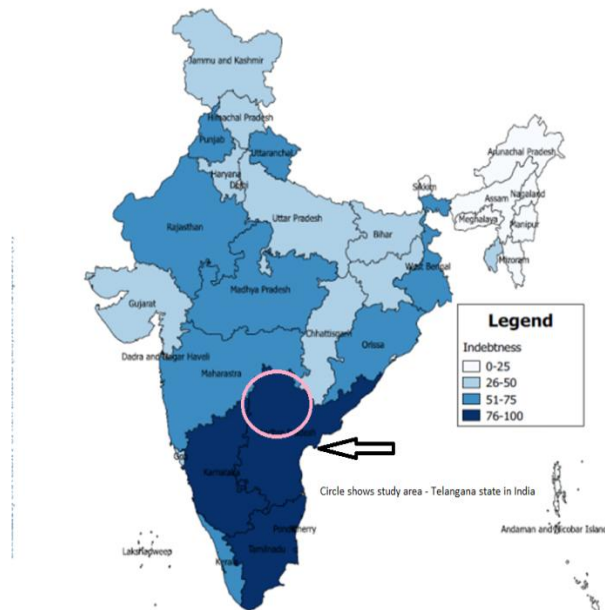 Jammu and Kashmir
Himachal Pradesh
Punjab
Uttaranchal
Haryana
Delhi
Arunachal Pradesh
Sikkim
Assam
Nagaland
Meghalaya
Manipur
Mizoram
Rajasthan
Uttar Pradesh
Bihar
West Bengal
Gujarat
Madhya Pradesh
Chhattisgarh
Orissa
Dadra and Nagar Haveli
Maharastra
Legend
Indebtness
0-25
26-50
51-75
76-100
Goa
Karnataka
Circle shows study area - Telangana state in India
Pondicherry
Andaman and Nicobar Island
Lakshadweep
Kerala
Tamilnadu